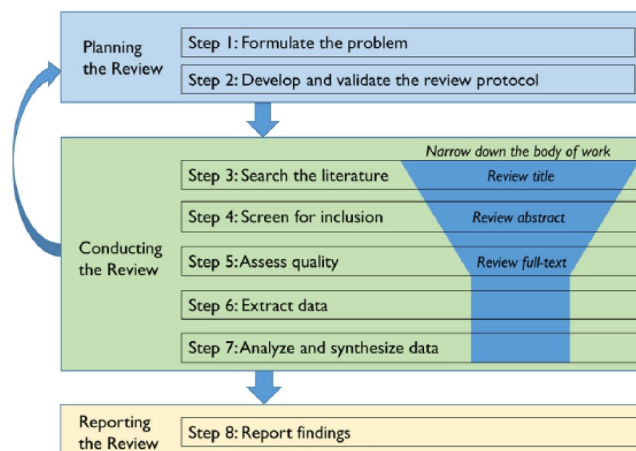 Planning
the Review
Step 1: Formulate the problem
Step 2: Develop and validate the review protocol
Conducting
the Review
Narrow down the body of work
Step 3: Search the literature
Review title
Step 4: Screen for inclusion
Review abstract
Step 5: Assess quality
Review full-text
Step 6: Extract data
Step 7: Analyze and synthesize data
Reporting
the Review
Step 8: Report findings